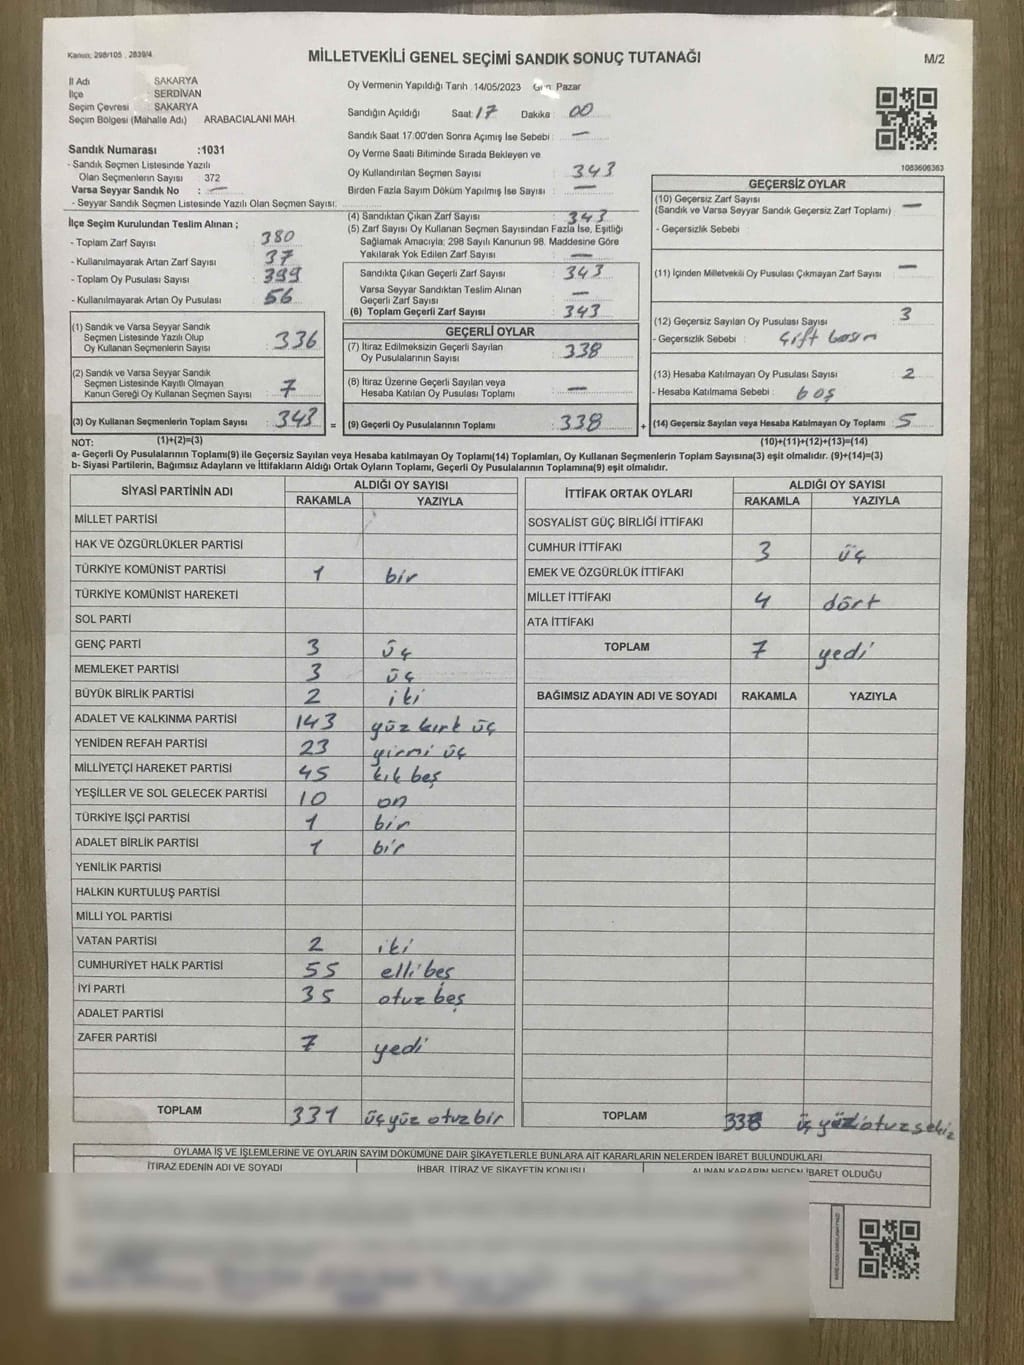 Kanun: 298/105 , 2839/4
MİLLETVEKİLİ GENEL SEÇİMİ SANDIK SONUÇ TUTANAĞI
M/2
İl Adı SAKARYA
İlçe SERDİVAN
Seçim Çevresi SAKARYA
Seçim Bölgesi (Mahalle Adı) ARABACIALANI MAH.
Sandık Numarası :1031
- Sandık Seçmen Listesinde Yazılı
Olan Seçmenlerin Sayısı 372
Varsa Seyyar Sandık No : —
- Seyyar Sandık Seçmen Listesinde Yazılı Olan Seçmen Sayısı:
Oy Vermenin Yapıldığı Tarih : 14/05/2023 Gün: Pazar
Sandığın Açıldığı Saat: 17 Dakika : 00
Sandık Saat 17:00'den Sonra Açımış İse Sebebi : —
Oy Verme Saati Bitiminde Sırada Bekleyen ve
Oy Kullandırılan Seçmen Sayısı : 343
Birden Fazla Sayım Döküm Yapılmış İse Sayısı : —
1083606363
İlçe Seçim Kurulundan Teslim Alınan ;
- Toplam Zarf Sayısı : 380
- Kullanılmayarak Artan Zarf Sayısı : 37
- Toplam Oy Pusulası Sayısı : 399
- Kullanılmayarak Artan Oy Pusulası : 56
(1) Sandık ve Varsa Seyyar Sandık
Seçmen Listesinde Yazılı Olup
Oy Kullanan Seçmenlerin Sayısı : 336
(2) Sandık ve Varsa Seyyar Sandık
Seçmen Listesinde Kayıtlı Olmayan
Kanun Gereği Oy Kullanan Seçmen Sayısı : 7
(3) Oy Kullanan Seçmenlerin Toplam Sayısı : 343 =
(4) Sandıktan Çıkan Zarf Sayısı : 343
(5) Zarf Sayısı Oy Kullanan Seçmen Sayısından Fazla İse, Eşitliği
Sağlamak Amacıyla; 298 Sayılı Kanunun 98. Maddesine Göre
Yakılarak Yok Edilen Zarf Sayısı : —
Sandıkta Çıkan Geçerli Zarf Sayısı : 343
Varsa Seyyar Sandıktan Teslim Alınan
Geçerli Zarf Sayısı : —
(6) Toplam Geçerli Zarf Sayısı : 343
GEÇERLİ OYLAR
(7) İtiraz Edilmeksizin Geçerli Sayılan
Oy Pusulalarının Sayısı : 338
(8) İtiraz Üzerine Geçerli Sayılan veya
Hesaba Katılan Oy Pusulası Toplamı : —
(9) Geçerli Oy Pusulalarının Toplamı : 338 +
GEÇERSİZ OYLAR
(10) Geçersiz Zarf Sayısı : —
(Sandık ve Varsa Seyyar Sandık Geçersiz Zarf Toplamı)
- Geçersizlik Sebebi :
(11) İçinden Milletvekili Oy Pusulası Çıkmayan Zarf Sayısı : —
(12) Geçersiz Sayılan Oy Pusulası Sayısı : 3
- Geçersizlik Sebebi : Çift basım
(13) Hesaba Katılmayan Oy Pusulası Sayısı : 2
- Hesaba Katılmama Sebebi : boş
(14) Geçersiz Sayılan veya Hesaba Katılmayan Oy Toplamı : 5
NOT: (1)+(2)=(3)
(10)+(11)+(12)+(13)=(14)
a- Geçerli Oy Pusulalarının Toplamı(9) ile Geçersiz Sayılan veya Hesaba katılmayan Oy Toplamı(14) Toplamları, Oy Kullanan Seçmenlerin Toplam Sayısına(3) eşit olmalıdır. (9)+(14)=(3)
b- Siyasi Partilerin, Bağımsız Adayların ve İttifakların Aldığı Ortak Oyların Toplamı, Geçerli Oy Pusulalarının Toplamına(9) eşit olmalıdır.
SİYASİ PARTİNİN ADI ALDIĞI OY SAYISI
RAKAMLA YAZIYLA
MİLLET PARTİSİ
HAK VE ÖZGÜRLÜKLER PARTİSİ
TÜRKİYE KOMÜNİST PARTİSİ 1 bir
TÜRKİYE KOMÜNİST HAREKETİ
SOL PARTİ
GENÇ PARTİ 3 üç
MEMLEKET PARTİSİ 3 üç
BÜYÜK BİRLİK PARTİSİ 2 iki
ADALET VE KALKINMA PARTİSİ 143 yüz kırk üç
YENİDEN REFAH PARTİSİ 23 yirmi üç
MİLLİYETÇİ HAREKET PARTİSİ 45 kık beş
YEŞİLLER VE SOL GELECEK PARTİSİ 10 on
TÜRKİYE İŞÇİ PARTİSİ 1 bir
ADALET BİRLİK PARTİSİ 1 bir
YENİLİK PARTİSİ
HALKIN KURTULUŞ PARTİSİ
MİLLİ YOL PARTİSİ
VATAN PARTİSİ 2 iki
CUMHURİYET HALK PARTİSİ 55 elli beş
İYİ PARTİ 35 otuz beş
ADALET PARTİSİ
ZAFER PARTİSİ 7 yedi
TOPLAM 331 üç yüz otuz bir
İTTİFAK ORTAK OYLARI ALDIĞI OY SAYISI
RAKAMLA YAZIYLA
SOSYALİST GÜÇ BİRLİĞİ İTTİFAKI
CUMHUR İTTİFAKI 3 üç
EMEK VE ÖZGÜRLÜK İTTİFAKI
MİLLET İTTİFAKI 4 dört
ATA İTTİFAKI
TOPLAM 7 yedi
BAĞIMSIZ ADAYIN ADI VE SOYADI RAKAMLA YAZIYLA
TOPLAM 338 üç yüz otuz sekiz
OYLAMA İŞ VE İŞLEMLERİNE VE OYLARIN SAYIM DÖKÜMÜNE DAİR ŞİKAYETLERLE BUNLARA AİT KARARLARIN NELERDEN İBARET BULUNDUKLARI
İTİRAZ EDENİN ADI VE SOYADI İHBAR, İTİRAZ VE ŞİKAYETİN KONUSU ALINAN KARARIN NEDEN İBARET OLDUĞU